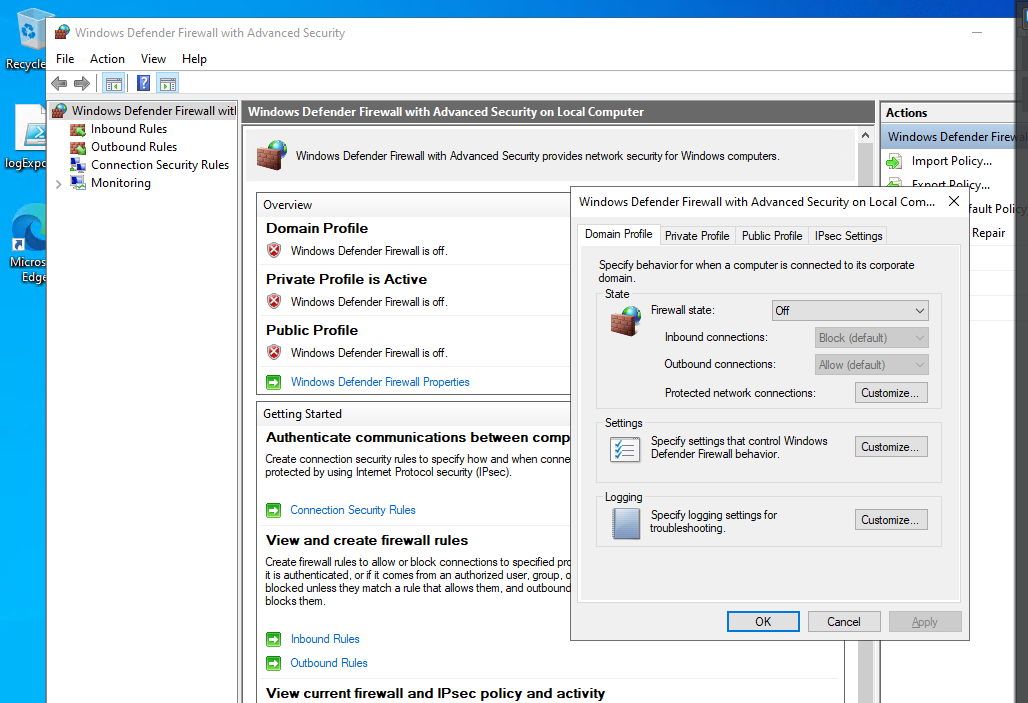 Recycle
logExpo
Micros
Edge
Windows Defender Firewall with Advanced Security
File Action View Help
Windows Defender Firewall wit
Inbound Rules
Outbound Rules
Connection Security Rules
Monitoring
Windows Defender Firewall with Advanced Security on Local Computer
Windows Defender Firewall with Advanced Security provides network security for Windows computers.
Overview
Domain Profile
Windows Defender Firewall is off.
Private Profile is Active
Windows Defender Firewall is off.
Public Profile
Windows Defender Firewall is off.
Windows Defender Firewall Properties
Getting Started
Authenticate communications between comp
Create connection security rules to specify how and when conne
protected by using Internet Protocol security (IPsec).
Connection Security Rules
View and create firewall rules
Create firewall rules to allow or block connections to specified pro
it is authenticated, or if it comes from an authorized user, group, o
blocked unless they match a rule that allows them, and outbound
blocks them.
Inbound Rules
Outbound Rules
View current firewall and IPsec policy and activity
Actions
Windows Defender Firewa
Import Policy...
Export Policy...
fault Policy
Repair
Windows Defender Firewall with Advanced Security on Local Com...
Domain Profile Private Profile Public Profile IPsec Settings
Specify behavior for when a computer is connected to its corporate
domain.
State
Firewall state: Off
Inbound connections: Block (default)
Outbound connections: Allow (default)
Protected network connections: Customize...
Settings
Specify settings that control Windows
Defender Firewall behavior.
Customize...
Logging
Specify logging settings for
troubleshooting.
Customize...
OK Cancel Apply